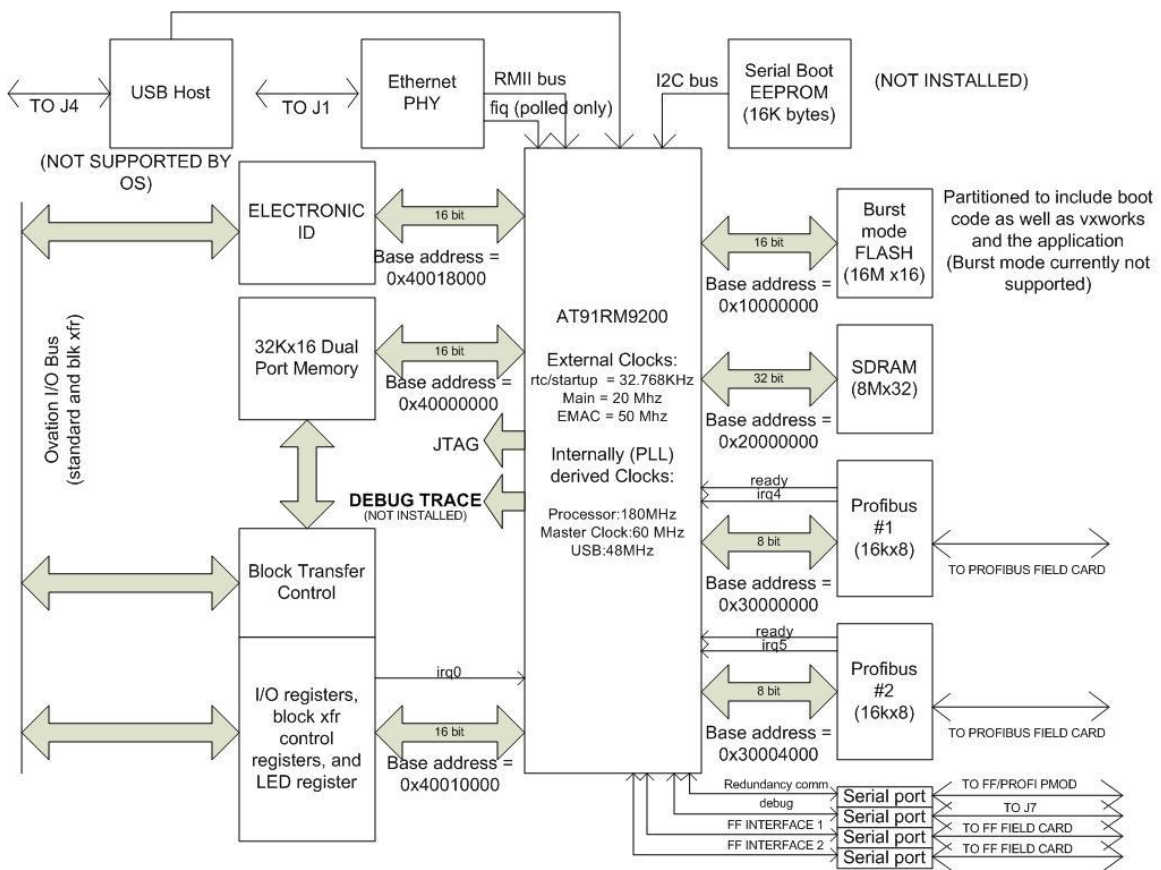 USB Host
TO J4
(NOT SUPPORTED BY
OS)
Ethernet
PHY
TO J1
RMII bus
fiq (polled only)
I2C bus
Serial Boot
EEPROM
(16K bytes)
(NOT INSTALLED)
ELECTRONIC
ID
16 bit
Base address =
0x40018000
32Kx16 Dual
Port Memory
16 bit
Base address =
0x40000000
Ovation I/O Bus
(standard and blk xfr)
JTAG
DEBUG TRACE
(NOT INSTALLED)
Block Transfer
Control
I/O registers,
block xfr
control
registers, and
LED register
irq0
16 bit
Base address =
0x40010000
AT91RM9200
External Clocks:
rtc/startup = 32.768KHz
Main = 20 Mhz
EMAC = 50 Mhz
Internally (PLL)
derived Clocks:
Processor:180MHz
Master Clock:60 MHz
USB:48MHz
16 bit
Base address =
0x10000000
Burst
mode
FLASH
(16M x16)
Partitioned to include boot
code as well as vxworks
and the application
(Burst mode currently not
supported)
32 bit
Base address =
0x20000000
SDRAM
(8Mx32)
ready
irq4
8 bit
Base address =
0x30000000
Profibus
#1
(16kx8)
TO PROFIBUS FIELD CARD
ready
irq5
8 bit
Base address =
0x30004000
Profibus
#2
(16kx8)
TO PROFIBUS FIELD CARD
Redundancy comm.
Serial port
TO FF/PROFI PMOD
debug
Serial port
TO J7
FF INTERFACE 1
Serial port
TO FF FIELD CARD
FF INTERFACE 2
Serial port
TO FF FIELD CARD